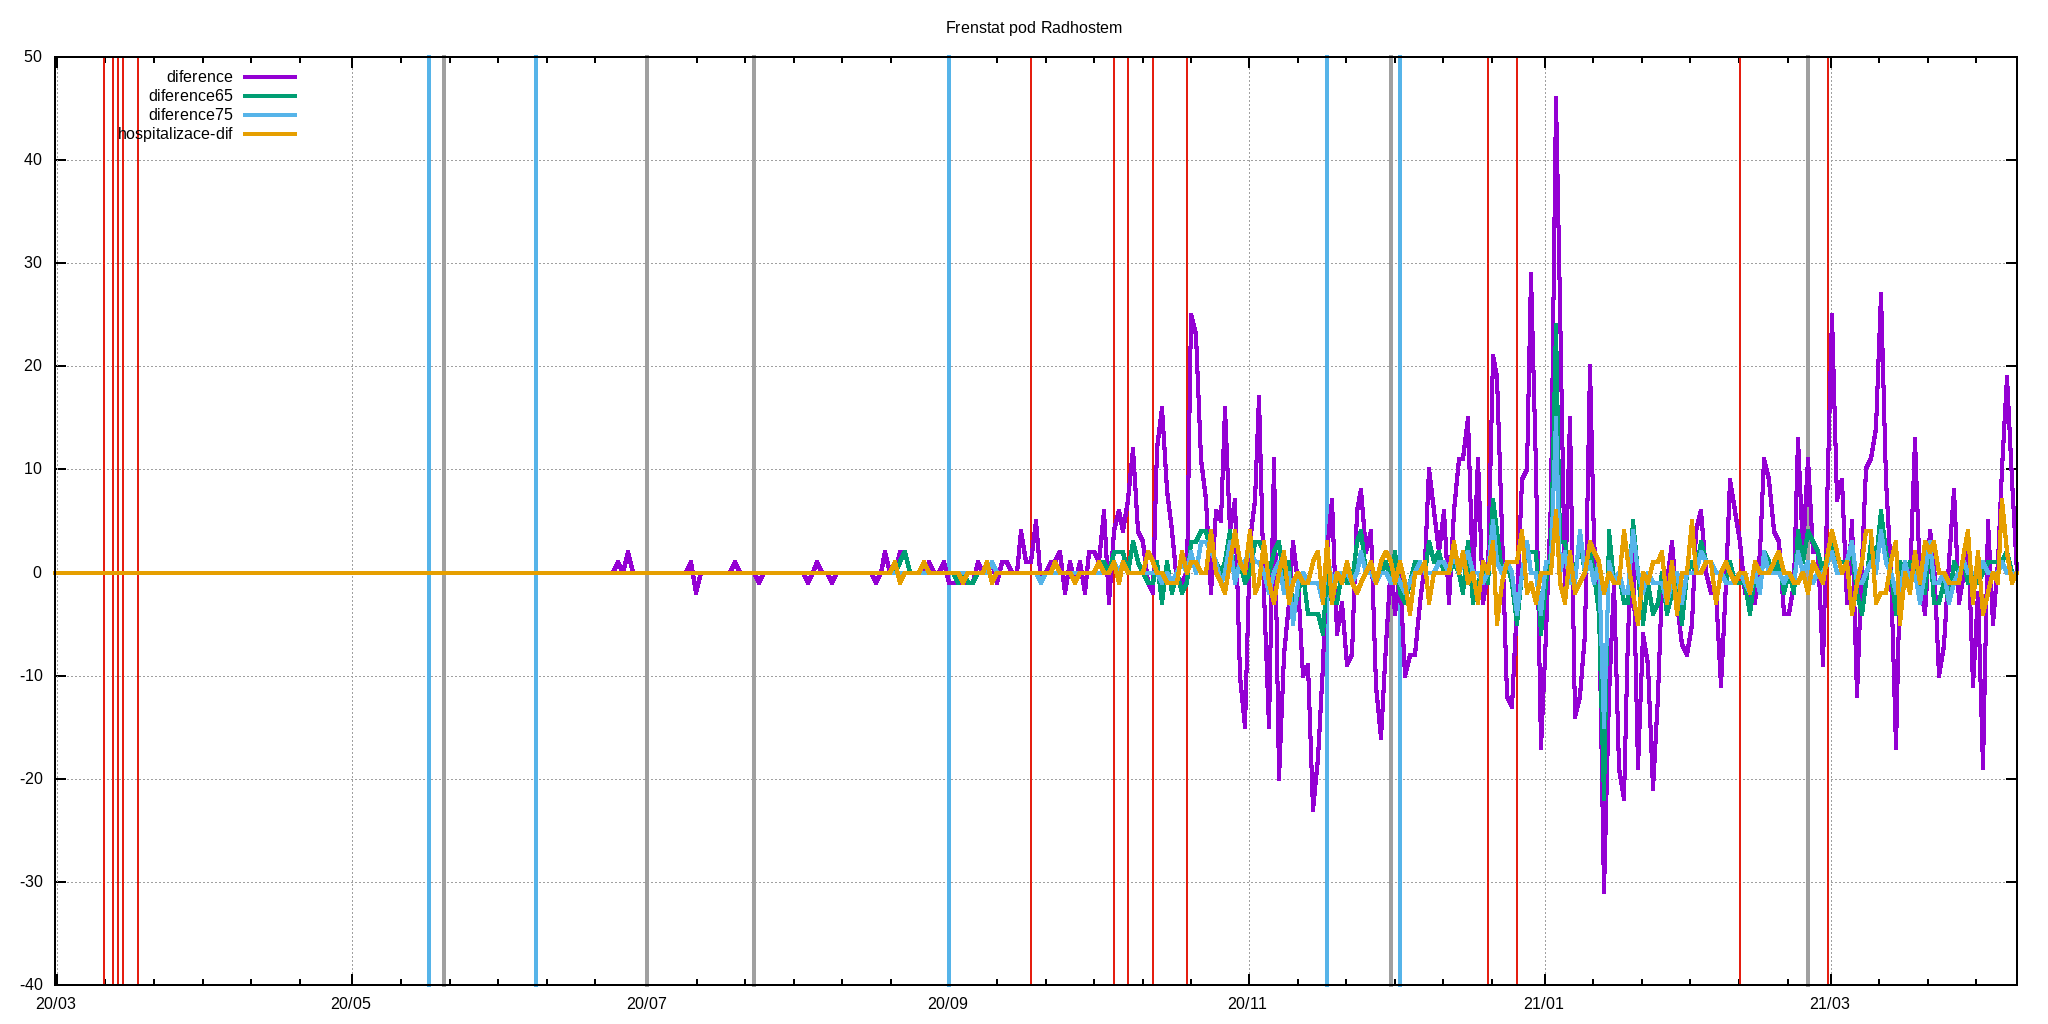 Frenstat pod Radhostem
50
diference
diference65
diference75
hospitalizace-dif
40
30
20
10
0
-10
-20
-30
-40
20/03 20/05 20/07 20/09 20/11 21/01 21/03